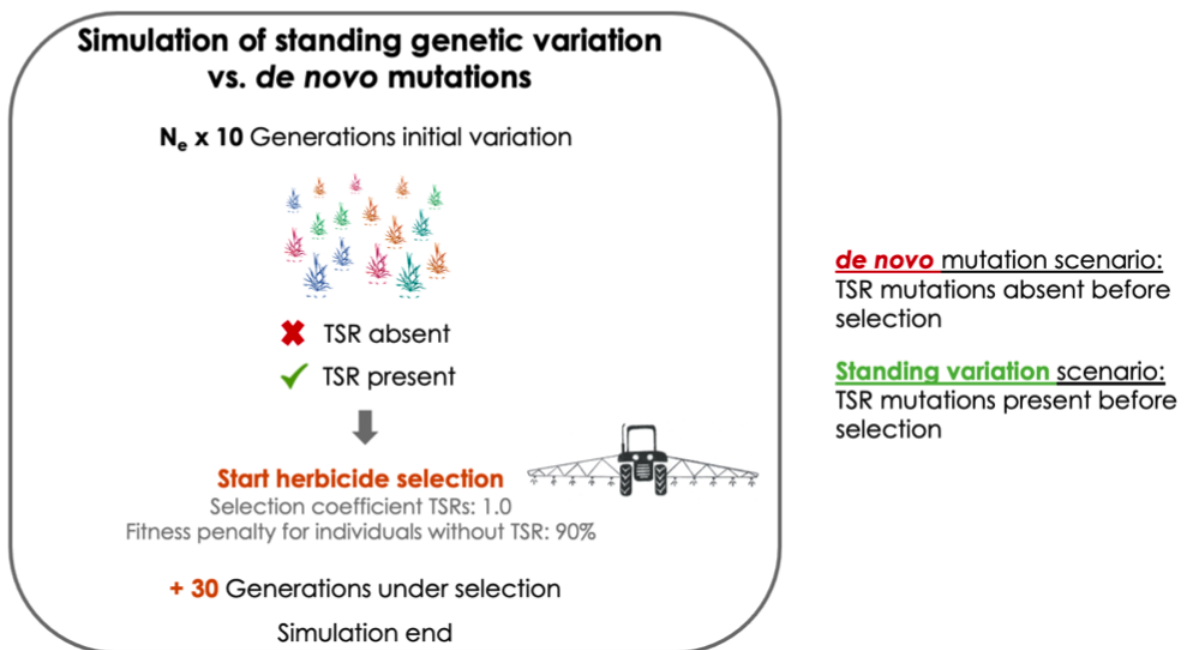 Simulation of standing genetic variation
vs. de novo mutations
Ne x 10 Generations initial variation
TSR absent
TSR present
Start herbicide selection
Selection coefficient TSRs: 1.0
Fitness penalty for individuals without TSR: 90%
+ 30 Generations under selection
Simulation end
de novo mutation scenario:
TSR mutations absent before
selection
Standing variation scenario:
TSR mutations present before
selection